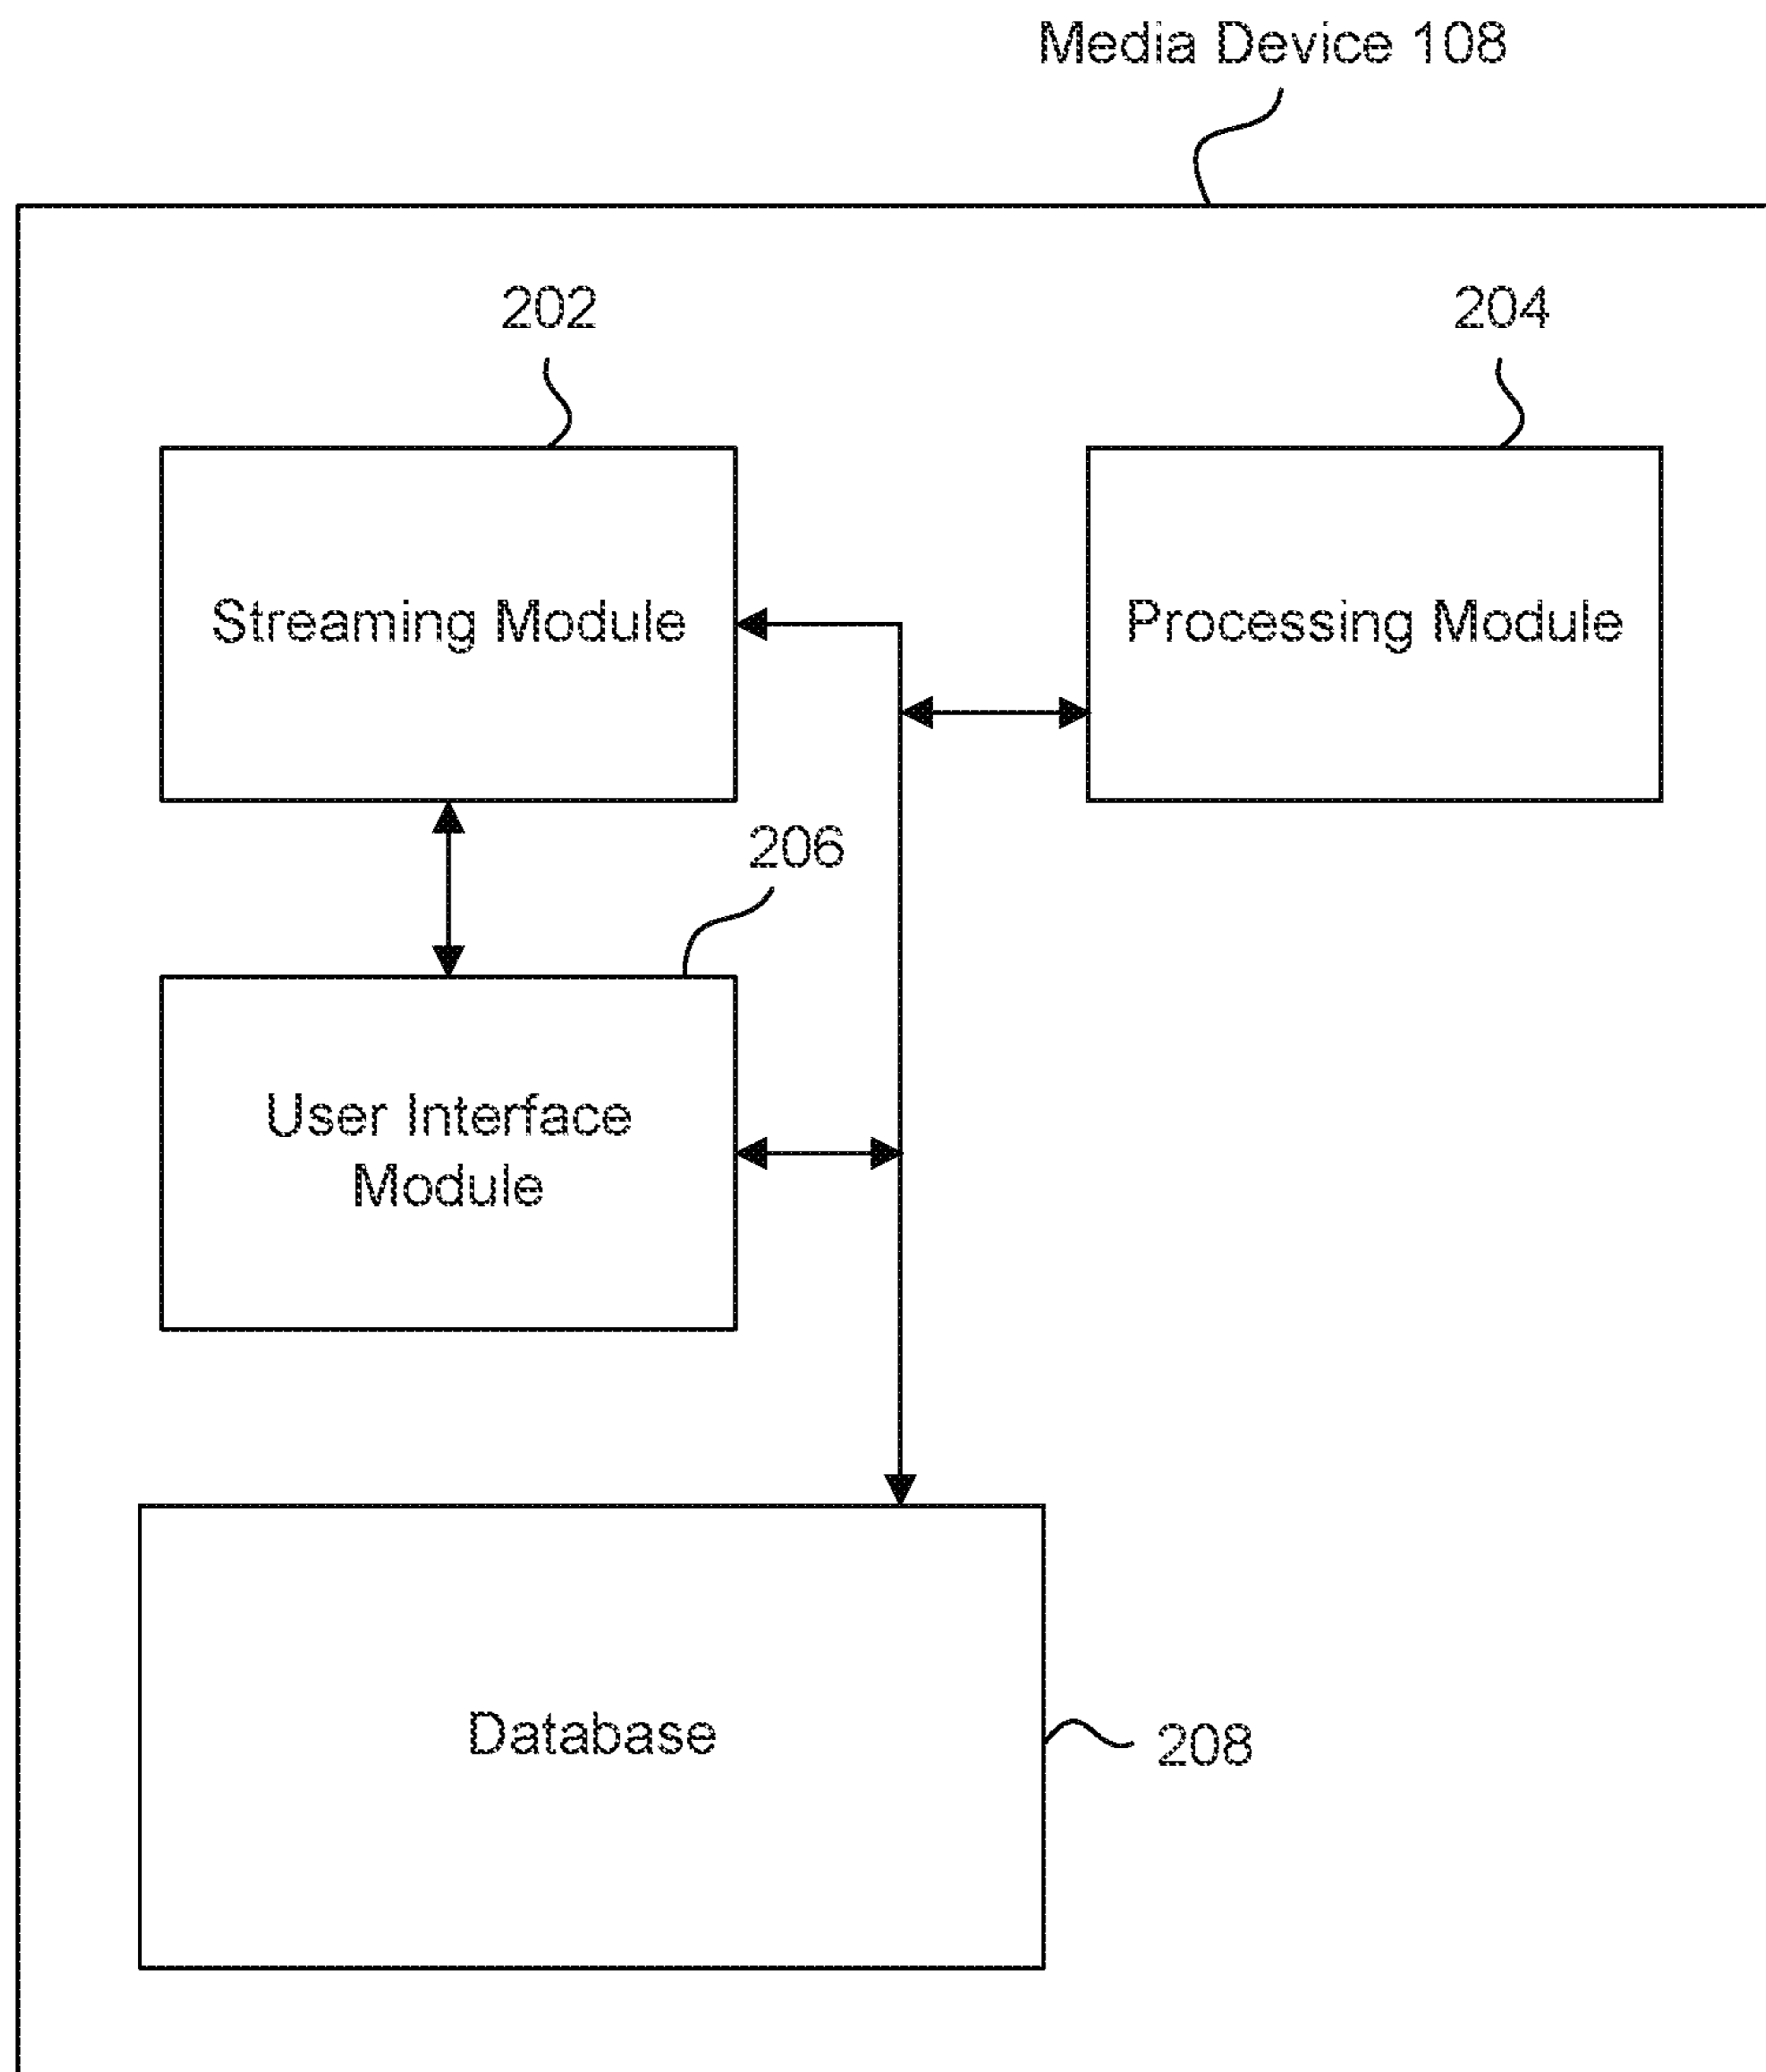 Media Device 108
202
204
Streaming Module
Processing Module
206
User Interface
Module
Database
208